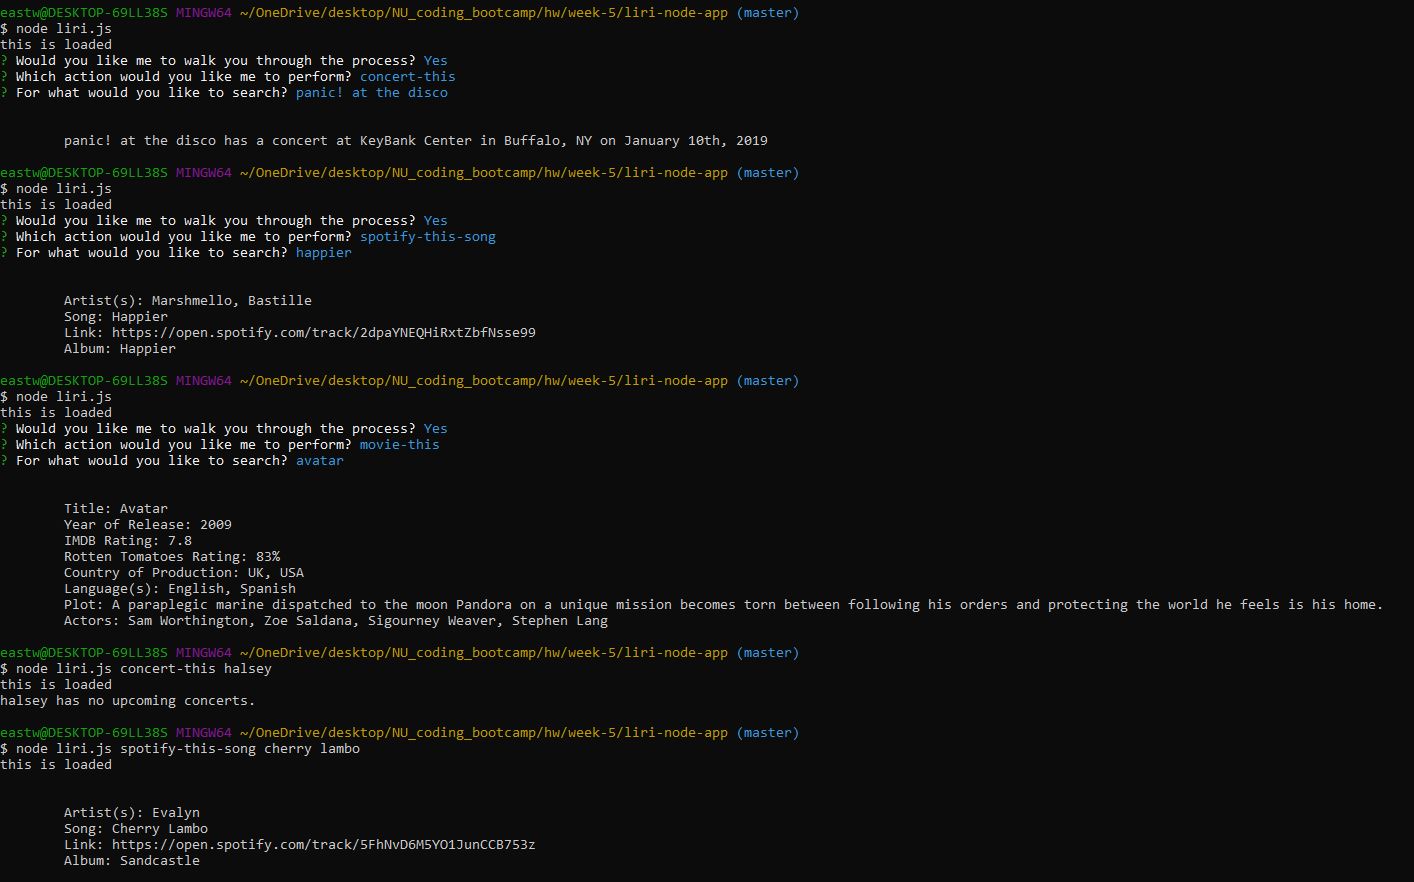 eastw@DESKTOP-69LL38S MINGW64 ~/OneDrive/desktop/NU_coding_bootcamp/hw/week-5/liri-node-app (master)
$ node liri.js
this is loaded
? Would you like me to walk you through the process? Yes
? Which action would you like me to perform? concert-this
? For what would you like to search? panic! at the disco
panic! at the disco has a concert at KeyBank Center in Buffalo, NY on January 10th, 2019
eastw@DESKTOP-69LL38S MINGW64 ~/OneDrive/desktop/NU_coding_bootcamp/hw/week-5/liri-node-app (master)
$ node liri.js
this is loaded
? Would you like me to walk you through the process? Yes
? Which action would you like me to perform? spotify-this-song
? For what would you like to search? happier
Artist(s): Marshmello, Bastille
Song: Happier
Link: https://open.spotify.com/track/2dpaYNEQHiRxtZbfNsse99
Album: Happier
eastw@DESKTOP-69LL38S MINGW64 ~/OneDrive/desktop/NU_coding_bootcamp/hw/week-5/liri-node-app (master)
$ node liri.js
this is loaded
? Would you like me to walk you through the process? Yes
? Which action would you like me to perform? movie-this
? For what would you like to search? avatar
Title: Avatar
Year of Release: 2009
IMDB Rating: 7.8
Rotten Tomatoes Rating: 83%
Country of Production: UK, USA
Language(s): English, Spanish
Plot: A paraplegic marine dispatched to the moon Pandora on a unique mission becomes torn between following his orders and protecting the world he feels is his home.
Actors: Sam Worthington, Zoe Saldana, Sigourney Weaver, Stephen Lang
eastw@DESKTOP-69LL38S MINGW64 ~/OneDrive/desktop/NU_coding_bootcamp/hw/week-5/liri-node-app (master)
$ node liri.js concert-this halsey
this is loaded
halsey has no upcoming concerts.
eastw@DESKTOP-69LL38S MINGW64 ~/OneDrive/desktop/NU_coding_bootcamp/hw/week-5/liri-node-app (master)
$ node liri.js spotify-this-song cherry lambo
this is loaded
Artist(s): Evalyn
Song: Cherry Lambo
Link: https://open.spotify.com/track/5FhNvD6M5YO1JunCCB753z
Album: Sandcastle